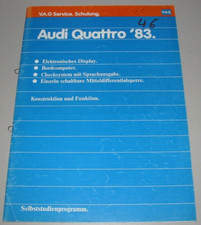 V.A.G Service. Schulung.
46
Audi Quattro '83.
Elektronisches Display.
Bordcomputer.
Checksystem mit Sprachausgabe.
Einzeln schaltbare Mitteldifferentialsperre.
Konstruktion und Funktion.
Selbststudienprogramm.